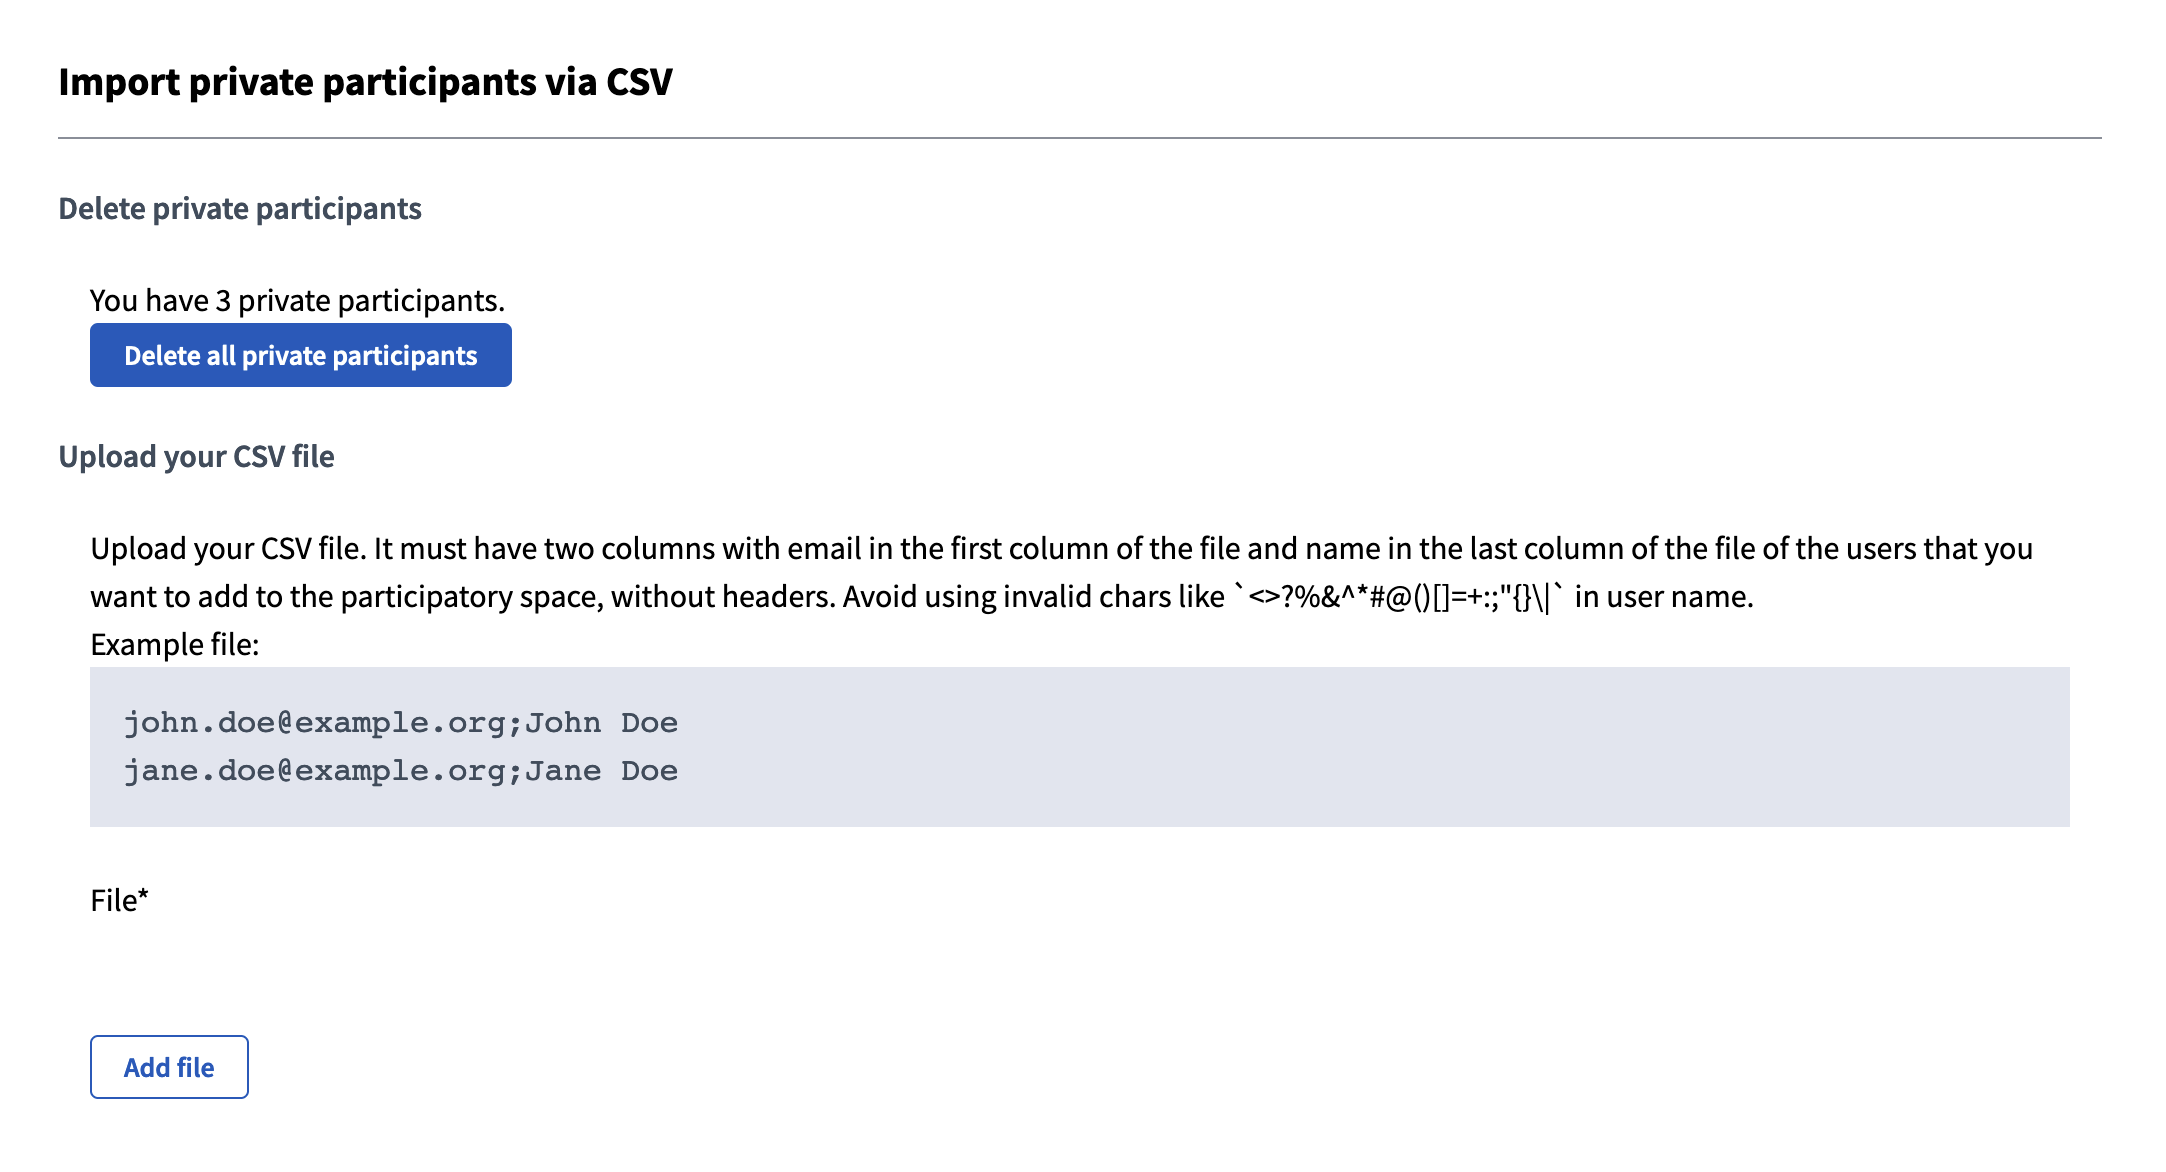 Import private participants via CSV
Delete private participants
You have 3 private participants.
Delete all private participants
Upload your CSV file
Upload your CSV file. It must have two columns with email in the first column of the file and name in the last column of the file of the users that you
want to add to the participatory space, without headers. Avoid using invalid chars like `<>?%&^*#@()[]=+:;"{}\|` in user name.
Example file:
john.doe@example.org;John Doe
jane.doe@example.org;Jane Doe
File*
Add file